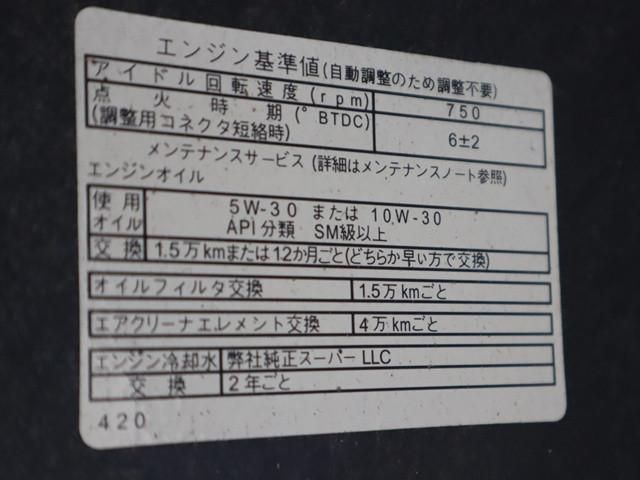 エンジン基準値(自動調整のため調整不要)
アイドル回転速度(rpm) 750
点火時期(°BTDC) 6±2
(調整用コネクタ短絡時)
メンテナンスサービス(詳細はメンテナンスノート参照)
エンジンオイル
使用オイル 5W-30 または 10W-30
API分類 SM級以上
交換 1.5万kmまたは12か月ごと(どちらか早い方で交換)
オイルフィルタ交換 1.5万kmごと
エアクリーナエレメント交換 4万kmごと
エンジン冷却水 弊社純正スーパーLLC
交換 2年ごと
420